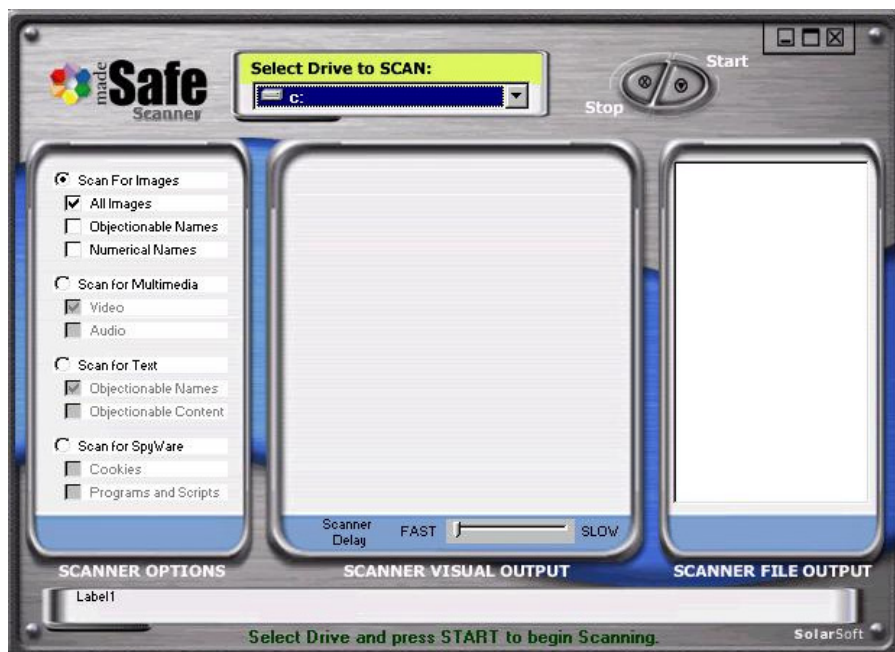 made
Safe
Scanner
Select Drive to SCAN:
c:
Stop
Start
Scan For Images
All Images
Objectionable Names
Numerical Names
Scan for Multimedia
Video
Audio
Scan for Text
Objectionable Names
Objectionable Content
Scan for SpyWare
Cookies
Programs and Scripts
Scanner
Delay
FAST
SLOW
SCANNER OPTIONS
SCANNER VISUAL OUTPUT
SCANNER FILE OUTPUT
Label1
Select Drive and press START to begin Scanning.
SolarSoft